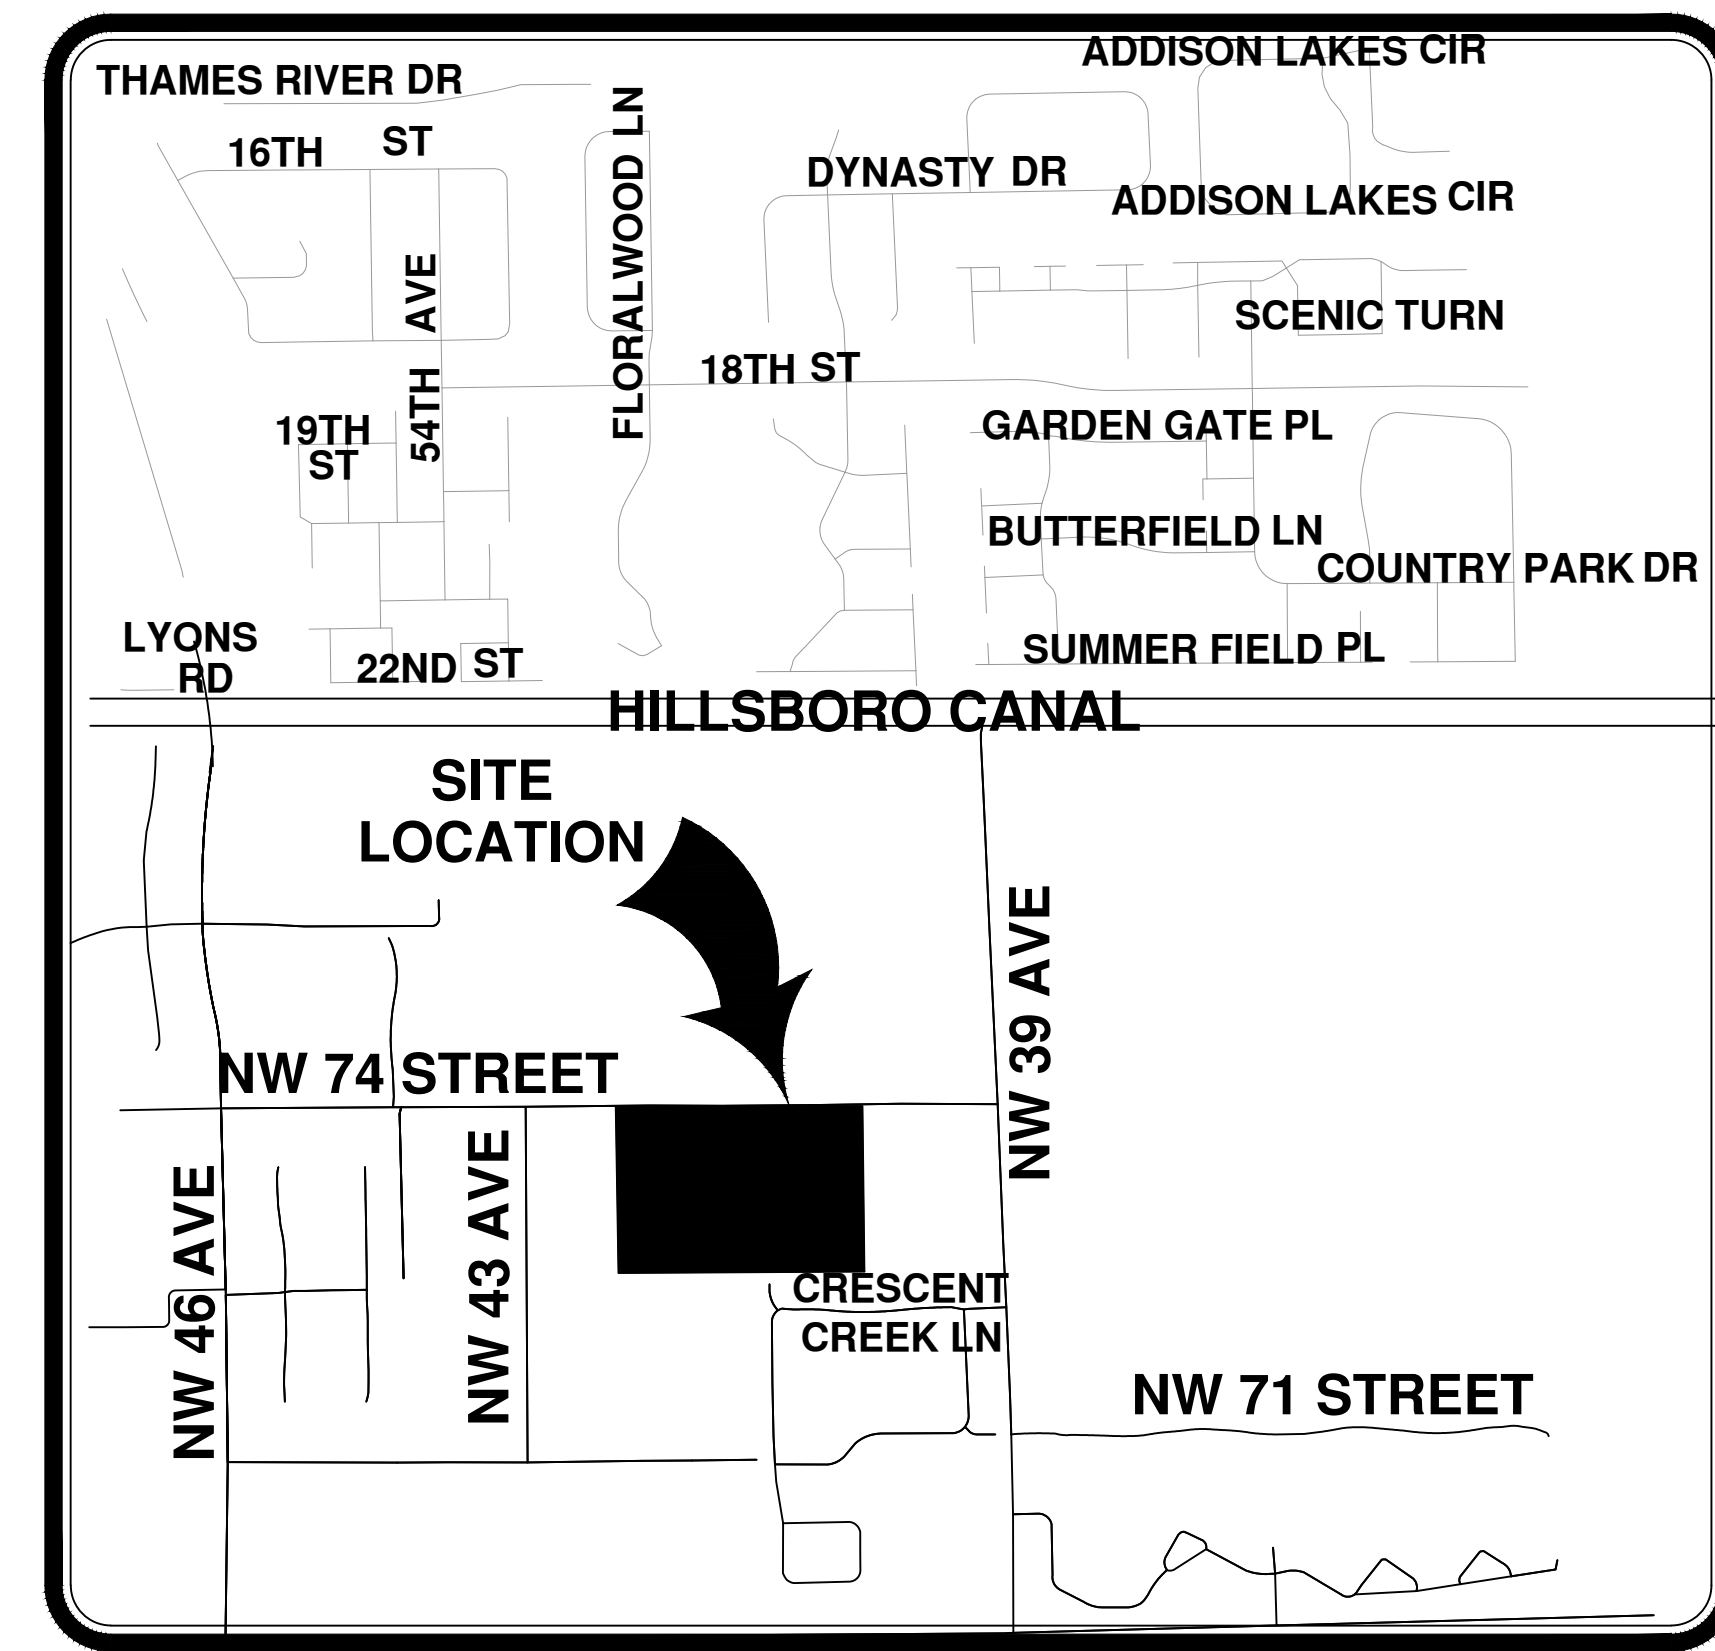 ADDISON LAKES CIR
THAMES RIVER DR
16TH ST
FLORALWOOD LN
DYNASTY DR
ADDISON LAKES CIR
54TH AVE
SCENIC TURN
18TH ST
19TH
ST
GARDEN GATE PL
BUTTERFIELD LN
COUNTRY PARK DR
LYONS
RD
22ND ST
SUMMER FIELD PL
HILLSBORO CANAL
SITE
LOCATION
NW 39 AVE
NW 74 STREET
NW 46 AVE
NW 43 AVE
CRESCENT
CREEK LN
NW 71 STREET